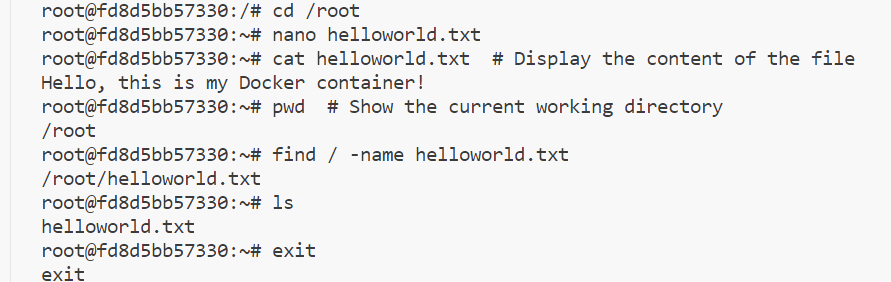 root@fd8d5bb57330:/# cd /root
root@fd8d5bb57330:~# nano helloworld.txt
root@fd8d5bb57330:~# cat helloworld.txt  # Display the content of the file
Hello, this is my Docker container!
root@fd8d5bb57330:~# pwd  # Show the current working directory
/root
root@fd8d5bb57330:~# find / -name helloworld.txt
/root/helloworld.txt
root@fd8d5bb57330:~# ls
helloworld.txt
root@fd8d5bb57330:~# exit
exit